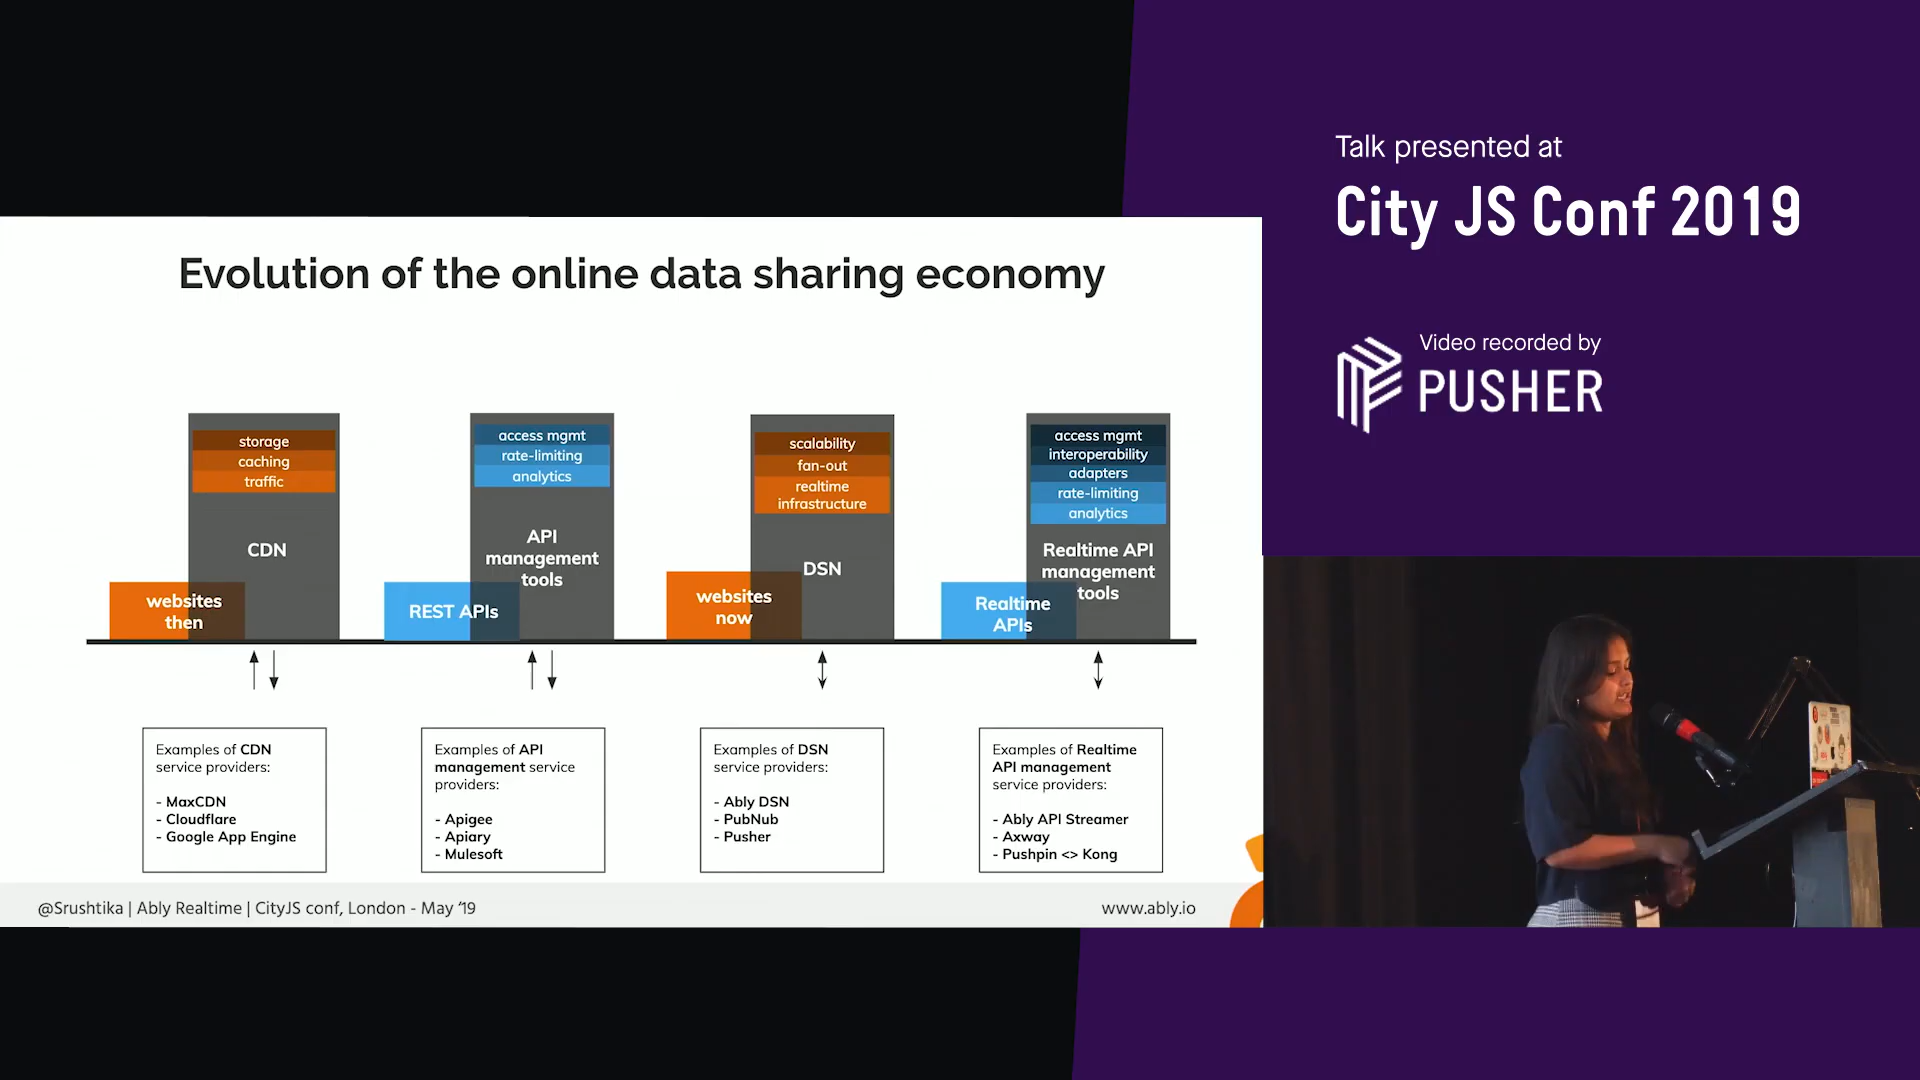 Talk presented at
City JS Conf 2019
Video recorded by
PUSHER
Evolution of the online data sharing economy
storage
caching
traffic
CDN
websites
then
access mgmt
rate-limiting
analytics
API
management
tools
REST APIs
scalability
fan-out
realtime
infrastructure
DSN
websites
now
access mgmt
interoperability
adapters
rate-limiting
analytics
Realtime API
management
tools
Realtime
APIs
Examples of CDN
service providers:
- MaxCDN
- Cloudflare
- Google App Engine
Examples of API
management service
providers:
- Apigee
- Apiary
- Mulesoft
Examples of DSN
service providers:
- Ably DSN
- PubNub
- Pusher
Examples of Realtime
API management
service providers:
- Ably API Streamer
- Axway
- Pushpin <> Kong
@Srushtika | Ably Realtime | CityJS conf, London - May '19
www.ably.io